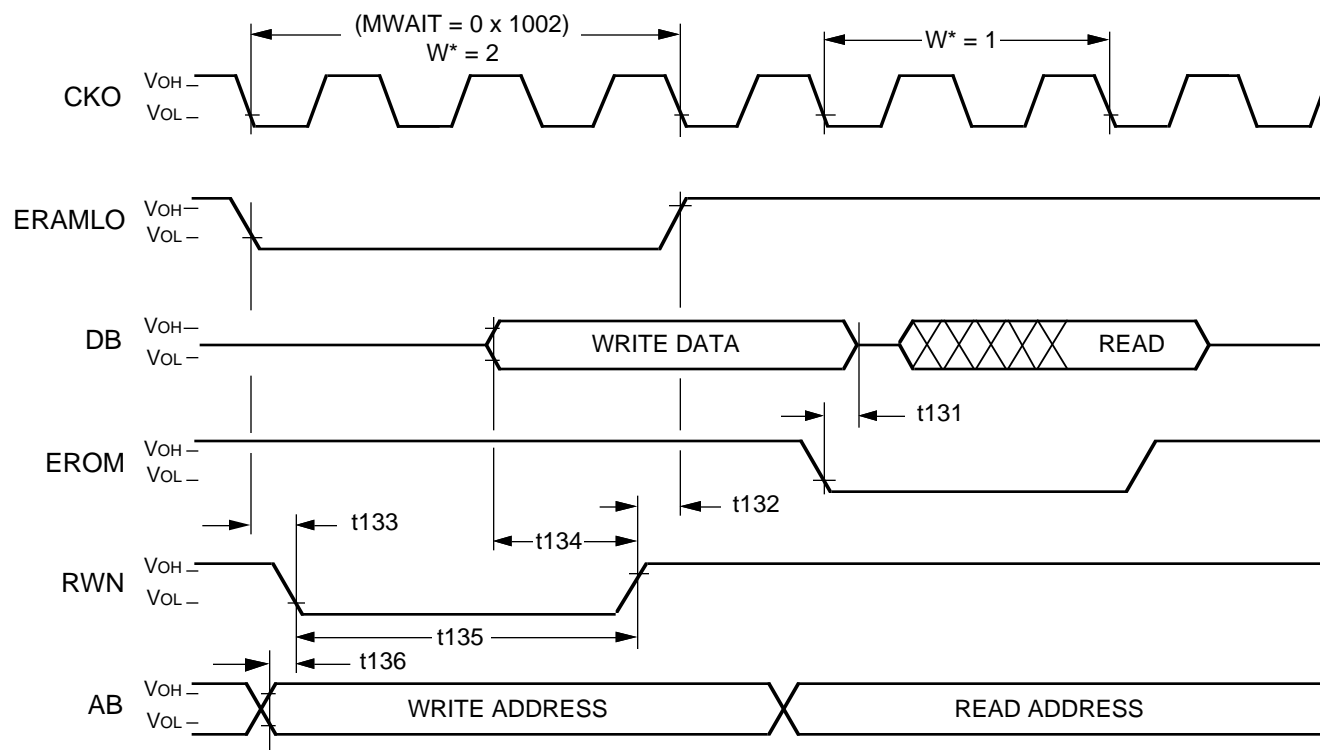 (MWAIT = 0 x 1002)
W* = 2
W* = 1
CKO
VOH
VOL
ERAMLO
VOH
VOL
DB
VOH
VOL
WRITE DATA
READ
t131
EROM
VOH
VOL
t132
t133
t134
RWN
VOH
VOL
t135
t136
AB
VOH
VOL
WRITE ADDRESS
READ ADDRESS